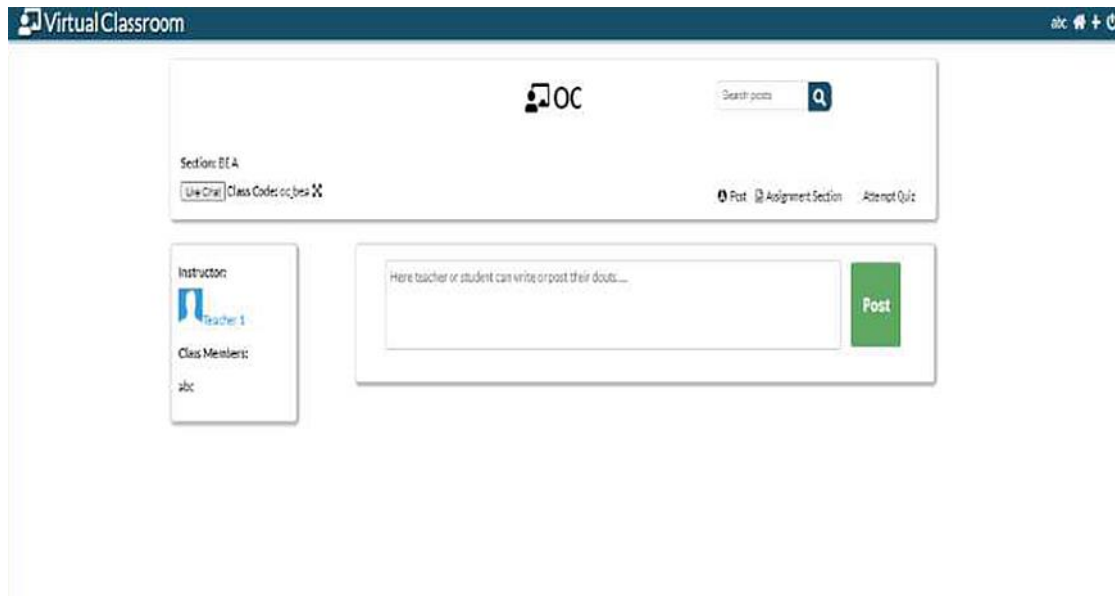 Virtual Classroom
abc
OC
Search posts
Section: BE A
Live Chat Class Code: oc_bea
Post Assignment Section Attempt Quiz
Instructor:
Teacher 1
Class Members:
abc
Here teacher or student can write or post their douts.....
Post